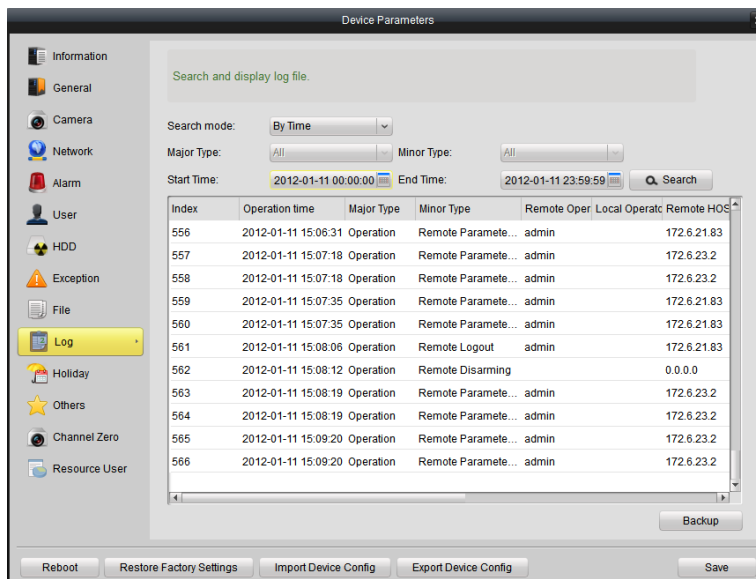 Device Parameters
Information
General
Camera
Network
Alarm
User
HDD
Exception
File
Log
Holiday
Others
Channel Zero
Resource User
Search and display log file.
Search mode: By Time
Major Type: All Minor Type: All
Start Time: 2012-01-11 00:00:00 End Time: 2012-01-11 23:59:59 Search
Index Operation time Major Type Minor Type Remote Oper Local Operato Remote HOS
556 2012-01-11 15:06:31 Operation Remote Paramete... admin 172.6.21.83
557 2012-01-11 15:07:18 Operation Remote Paramete... admin 172.6.23.2
558 2012-01-11 15:07:18 Operation Remote Paramete... admin 172.6.23.2
559 2012-01-11 15:07:35 Operation Remote Paramete... admin 172.6.21.83
560 2012-01-11 15:07:35 Operation Remote Paramete... admin 172.6.21.83
561 2012-01-11 15:08:06 Operation Remote Logout admin 172.6.21.83
562 2012-01-11 15:08:12 Operation Remote Disarming 0.0.0.0
563 2012-01-11 15:08:19 Operation Remote Paramete... admin 172.6.23.2
564 2012-01-11 15:08:19 Operation Remote Paramete... admin 172.6.23.2
565 2012-01-11 15:09:20 Operation Remote Paramete... admin 172.6.23.2
566 2012-01-11 15:09:20 Operation Remote Paramete... admin 172.6.23.2
Backup
Reboot Restore Factory Settings Import Device Config Export Device Config Save